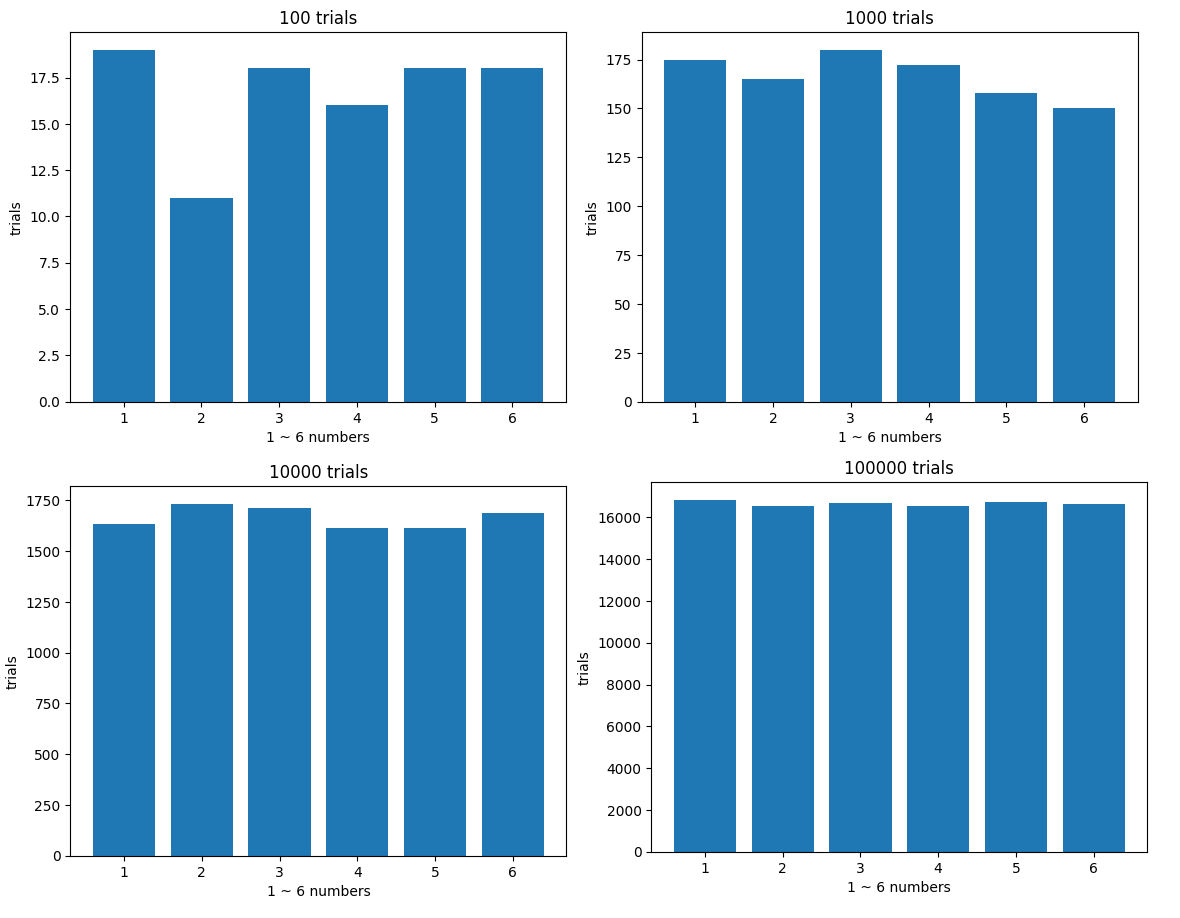 100 trials
17.5
15.0
12.5
10.0
7.5
5.0
2.5
0.0
trials
1 2 3 4 5 6
1 ~ 6 numbers
1000 trials
175
150
125
100
75
50
25
0
trials
1 2 3 4 5 6
1 ~ 6 numbers
10000 trials
1750
1500
1250
1000
750
500
250
0
trials
1 2 3 4 5 6
1 ~ 6 numbers
100000 trials
16000
14000
12000
10000
8000
6000
4000
2000
0
trials
1 2 3 4 5 6
1 ~ 6 numbers